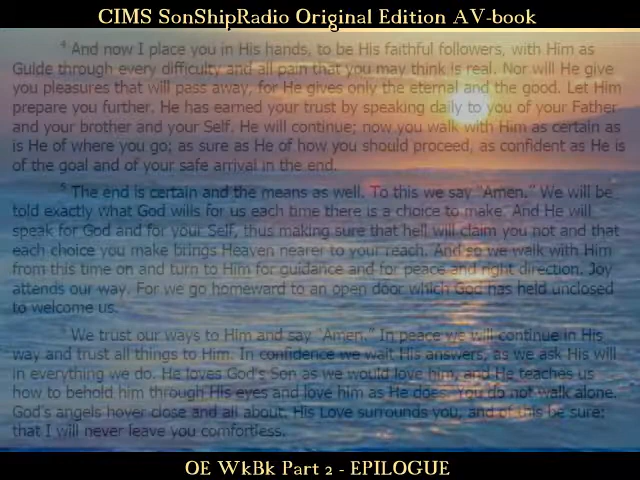 CIMS SonShipRadio Original Edition AV-book
4 And now I place you in His hands, to be His faithful followers, with Him as
Guide through every difficulty and all pain that you may think is real. Nor will He give
you pleasures that will pass away, for He gives only the eternal and the good. Let Him
prepare you further. He has earned your trust by speaking daily to you of your Father
and your brother and your Self. He will continue; now you walk with Him as certain as
is He of where you go; as sure as He of how you should proceed, as confident as He is
of the goal and of your safe arrival in the end.
5 The end is certain and the means as well. To this we say "Amen." We will be
told exactly what God wills for us each time there is a choice to make. And He will
speak for God and for your Self, thus making sure that hell will claim you not and that
each choice you make brings Heaven nearer to your reach. And so we walk with Him
from this time on and turn to Him for guidance and for peace and right direction. Joy
attends our way. For we go homeward to an open door which God has held unclosed
to welcome us.
6 We trust our ways to Him and say "Amen." In peace we will continue in His
way and trust all things to Him. In confidence we wait His answers, as we ask His will
in everything we do. He loves God's Son as we would love him, and He teaches us
how to behold him through His eyes and love him as He does. You do not walk alone.
God's angels hover close and all about. His Love surrounds you, and of this be sure;
that I will never leave you comfortless.
OE WkBk Part 2 - EPILOGUE